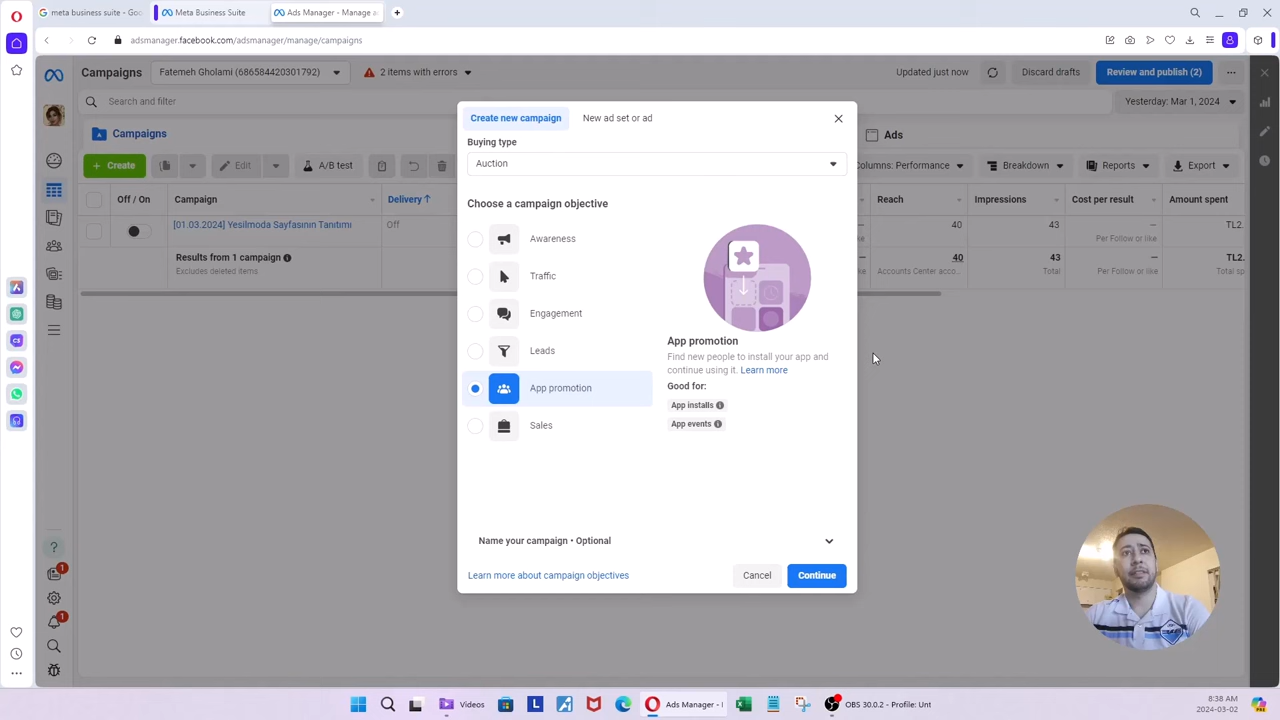 meta business suite - Goo
Meta Business Suite
Ads Manager - Manage a
adsmanager.facebook.com/adsmanager/manage/campaigns
Campaigns
Fatemeh Gholami (686584420301792)
2 items with errors
Updated just now
Discard drafts
Review and publish (2)
Search and filter
Yesterday: Mar 1, 2024
Campaigns
Ads
Create
Edit
A/B test
Columns: Performance
Breakdown
Reports
Export
Off / On
Campaign
Delivery
Reach
Impressions
Cost per result
Amount spent
[01.03.2024] Yesilmoda Sayfasının Tanıtımı
Off
40
43
—
TL2.
Per Follow or like
Results from 1 campaign
—
40
43
—
TL2.
Excludes deleted items
Accounts Center acco...
Total
Per Follow or like
Total sp
Create new campaign
New ad set or ad
Buying type
Auction
Choose a campaign objective
Awareness
Traffic
Engagement
Leads
App promotion
Sales
App promotion
Find new people to install your app and
continue using it. Learn more
Good for:
App installs
App events
Name your campaign • Optional
Learn more about campaign objectives
Cancel
Continue
1
1
CS
Videos
L
Ads Manager - I
OBS 30.0.2 - Profile: Unt
8:38 AM
2024-03-02